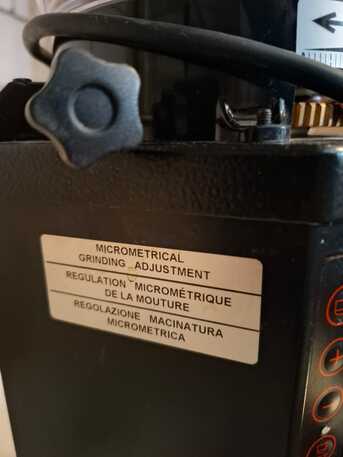 MICROMETRICAL
GRINDING ADJUSTMENT
REGULATION MICROMÉTRIQUE
DE LA MOUTURE
REGOLAZIONE MACINATURA
MICROMETRICA